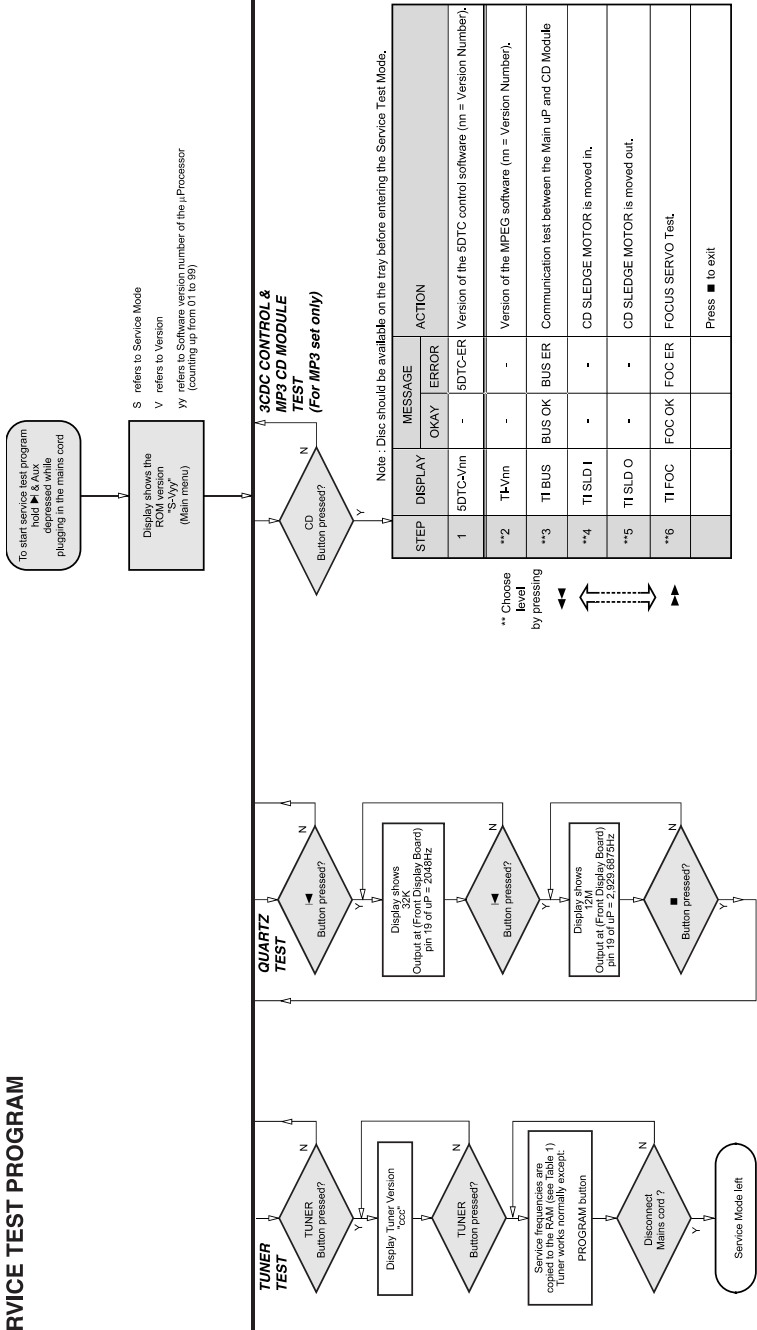 RVICE TEST PROGRAM
To start service test program
hold ►I & Aux
depressed while
plugging in the mains cord
Display shows the
ROM version
"S-Vyy"
(Main menu)
S refers to Service Mode
V refers to Version
yy refers to Software version number of the µProcessor
(counting up from 01 to 99)
TUNER
TEST
TUNER
Button pressed?
N
Y
Display Tuner Version
"ccc"
TUNER
Button pressed?
N
Y
Service frequencies are
copied to the RAM (see Table 1)
Tuner works normally except:
PROGRAM button
Disconnect
Mains cord ?
N
Y
Service Mode left
QUARTZ
TEST
I◄
Button pressed?
N
Y
Display shows
32K
Output at (Front Display Board)
pin 19 of uP = 2048Hz
I◄
Button pressed?
N
Y
Display shows
12M
Output at (Front Display Board)
pin 19 of uP = 2,929.6875Hz
■
Button pressed?
N
Y
3CDC CONTROL &
MP3 CD MODULE
TEST
(For MP3 set only)
CD
Button pressed?
N
Y
Note : Disc should be available on the tray before entering the Service Test Mode.
** Choose
level
by pressing
◄◄
►►
STEP DISPLAY MESSAGE ACTION
OKAY ERROR
1 5DTC-Vnn - 5DTC-ER Version of the 5DTC control software (nn = Version Number).
**2 TI-Vnn - - Version of the MPEG software (nn = Version Number).
**3 TI BUS BUS OK BUS ER Communication test between the Main uP and CD Module
**4 TI SLD I - - CD SLEDGE MOTOR is moved in.
**5 TI SLD O - - CD SLEDGE MOTOR is moved out.
**6 TI FOC FOC OK FOC ER FOCUS SERVO Test.
Press ■ to exit